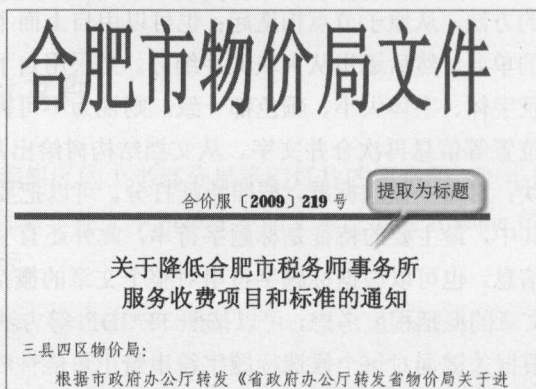 合肥市物价局文件
合价服〔2009〕219号
提取为标题
关于降低合肥市税务师事务所
服务收费项目和标准的通知
三县四区物价局：
根据市政府办公厅转发《省政府办公厅转发省物价局关于进